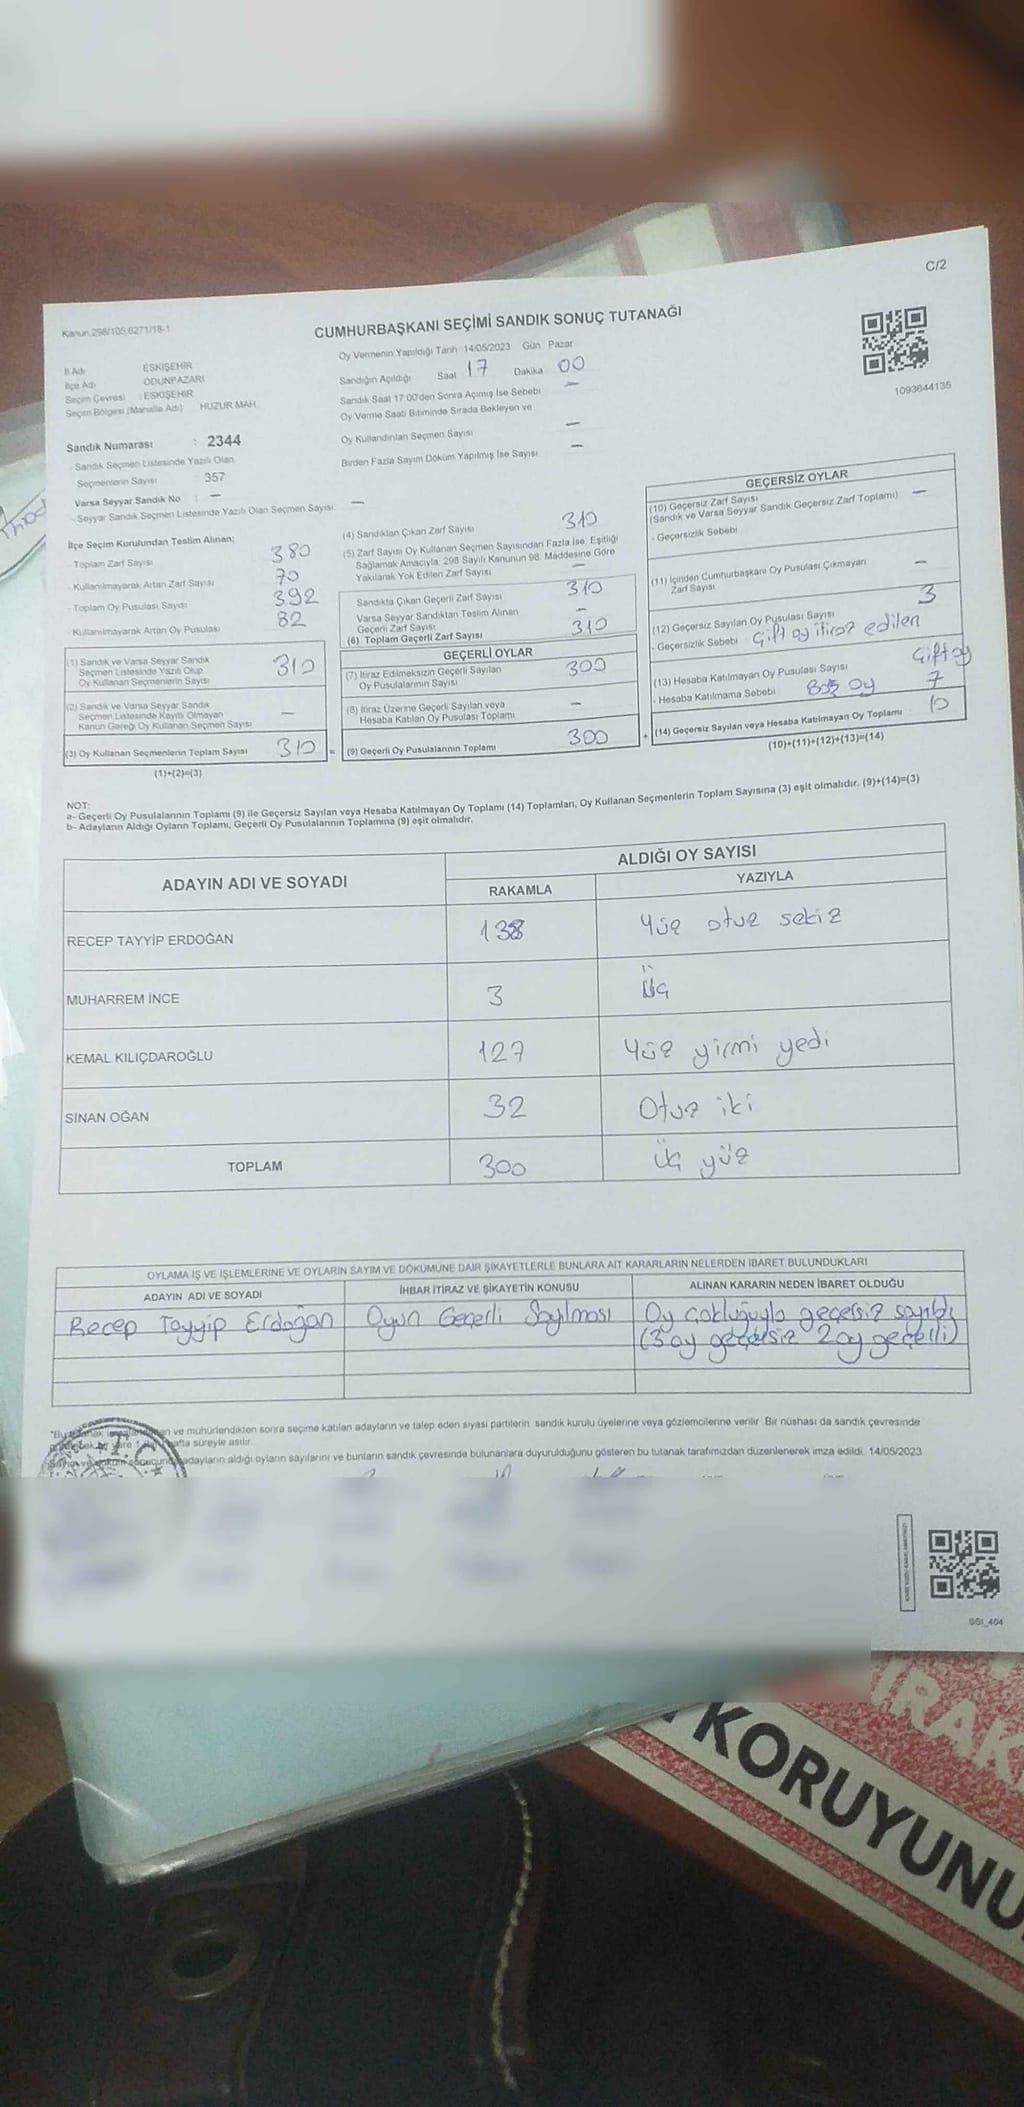 C/2
Kanun 298/105,6271/18-1
CUMHURBAŞKANI SEÇİMİ SANDIK SONUÇ TUTANAĞI
1093644135
İl Adı ESKİŞEHİR
İlçe Adı ODUNPAZARI
Seçim Çevresi : ESKİŞEHİR
Seçim Bölgesi (Mahalle Adı) HUZUR MAH.
Sandık Numarası : 2344
- Sandık Seçmen Listesinde Yazılı Olan
Seçmenlerin Sayısı : 357
Varsa Seyyar Sandık No : —
- Seyyar Sandık Seçmen Listesinde Yazılı Olan Seçmen Sayısı: —
Oy Vermenin Yapıldığı Tarih 14/05/2023 Gün Pazar
Sandığın Açıldığı Saat 17 Dakika 00
Sandık Saat 17:00'den Sonra Açımış İse Sebebi —
Oy Verme Saati Bitiminde Sırada Bekleyen ve
Oy Kullandırılan Seçmen Sayısı —
Birden Fazla Sayım Döküm Yapılmış İse Sayısı —
İlçe Seçim Kurulundan Teslim Alınan:
- Toplam Zarf Sayısı 380
- Kullanılmayarak Artan Zarf Sayısı 70
- Toplam Oy Pusulası Sayısı 392
- Kullanılmayarak Artan Oy Pusulası 82
(1) Sandık ve Varsa Seyyar Sandık
Seçmen Listesinde Yazılı Olup
Oy Kullanan Seçmenlerin Sayısı 310
(2) Sandık ve Varsa Seyyar Sandık
Seçmen Listesinde Kayıtlı Olmayan
Kanun Gereği Oy Kullanan Seçmen Sayısı —
(3) Oy Kullanan Seçmenlerin Toplam Sayısı 310 =
(1)+(2)=(3)
(4) Sandıktan Çıkan Zarf Sayısı 310
(5) Zarf Sayısı Oy Kullanan Seçmen Sayısından Fazla İse, Eşitliği
Sağlamak Amacıyla, 298 Sayılı Kanunun 98. Maddesine Göre
Yakılarak Yok Edilen Zarf Sayısı —
Sandıkta Çıkan Geçerli Zarf Sayısı 310
Varsa Seyyar Sandıktan Teslim Alınan
Geçerli Zarf Sayısı —
(6) Toplam Geçerli Zarf Sayısı 310
GEÇERLİ OYLAR
(7) İtiraz Edilmeksizin Geçerli Sayılan
Oy Pusulalarının Sayısı 300
(8) İtiraz Üzerine Geçerli Sayılan veya
Hesaba Katılan Oy Pusulası Toplamı —
(9) Geçerli Oy Pusulalarının Toplamı 300 +
GEÇERSİZ OYLAR
(10) Geçersiz Zarf Sayısı
(Sandık ve Varsa Seyyar Sandık Geçersiz Zarf Toplamı) —
- Geçersizlik Sebebi
(11) İçinden Cumhurbaşkanı Oy Pusulası Çıkmayan
Zarf Sayısı —
(12) Geçersiz Sayılan Oy Pusulası Sayısı 3
- Geçersizlik Sebebi Çift oy itiraz edilen
Çift oy
(13) Hesaba Katılmayan Oy Pusulası Sayısı 7
- Hesaba Katılmama Sebebi Boş oy
(14) Geçersiz Sayılan veya Hesaba Katılmayan Oy Toplamı 10
(10)+(11)+(12)+(13)=(14)
NOT:
a- Geçerli Oy Pusulalarının Toplamı (9) ile Geçersiz Sayılan veya Hesaba Katılmayan Oy Toplamı (14) Toplamları, Oy Kullanan Seçmenlerin Toplam Sayısına (3) eşit olmalıdır. (9)+(14)=(3)
b- Adayların Aldığı Oyların Toplamı, Geçerli Oy Pusulalarının Toplamına (9) eşit olmalıdır.
ADAYIN ADI VE SOYADI
ALDIĞI OY SAYISI
RAKAMLA YAZIYLA
RECEP TAYYİP ERDOĞAN 138 Yüz otuz sekiz
MUHARREM İNCE 3 Üç
KEMAL KILIÇDAROĞLU 127 Yüz yirmi yedi
SİNAN OĞAN 32 Otuz iki
TOPLAM 300 Üç yüz
OYLAMA İŞ VE İŞLEMLERİNE VE OYLARIN SAYIM VE DÖKÜMÜNE DAİR ŞİKAYETLERLE BUNLARA AİT KARARLARIN NELERDEN İBARET BULUNDUKLARI
ADAYIN ADI VE SOYADI İHBAR İTİRAZ VE ŞİKAYETİN KONUSU ALINAN KARARIN NEDEN İBARET OLDUĞU
Recep Tayyip Erdoğan Oyun Geçerli Sayılması Oy çokluğuyla geçersiz sayıldı
(3 oy geçersiz 2 oy geçerli)
ve mühürlendikten sonra seçime katılan adayların ve talep eden siyasi partilerin sandık kurulu üyelerine veya gözlemcilerine verilir. Bir nüshası da sandık çevresinde
hafta süreyle asılır.
adayların aldığı oyların sayılarını ve bunların sandık çevresinde bulunanlara duyurulduğunu gösteren bu tutanak tarafımızdan düzenlenerek imza edildi. 14/05/2023
T.C.
SSI_404
KORUYUNU